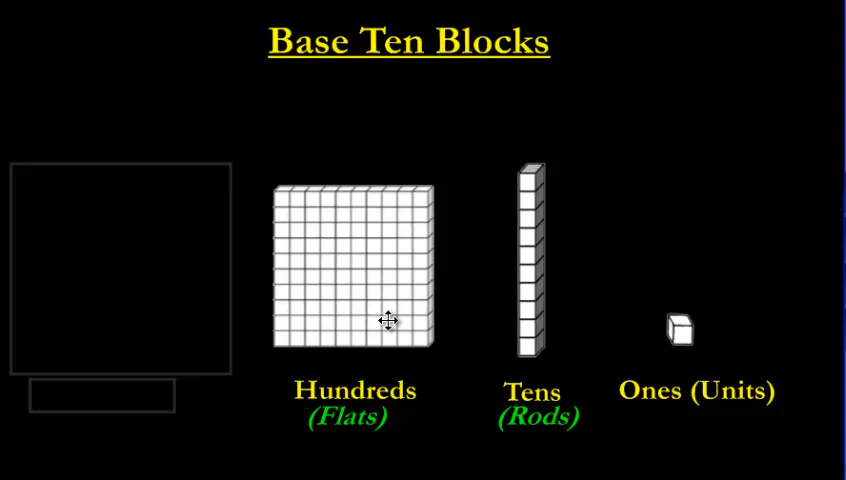 Base Ten Blocks
Hundreds
(Flats)
Tens
(Rods)
Ones (Units)